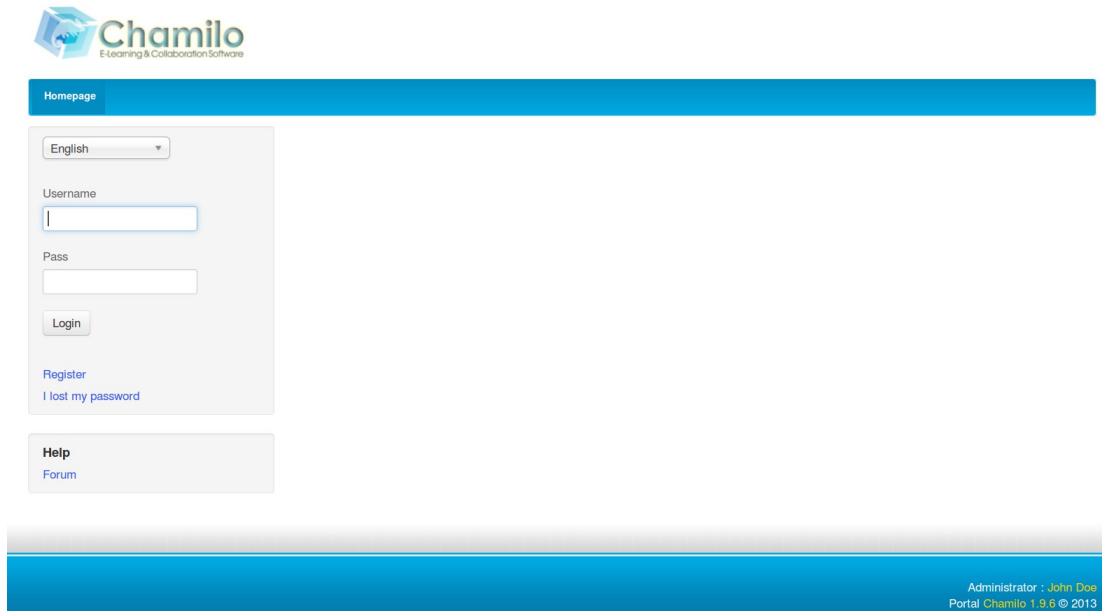 Chamilo
E-Learning & Collaboration Software
Homepage
English
Username
Pass
Login
Register
I lost my password
Help
Forum
Administrator : John Doe
Portal Chamilo 1.9.6 © 2013